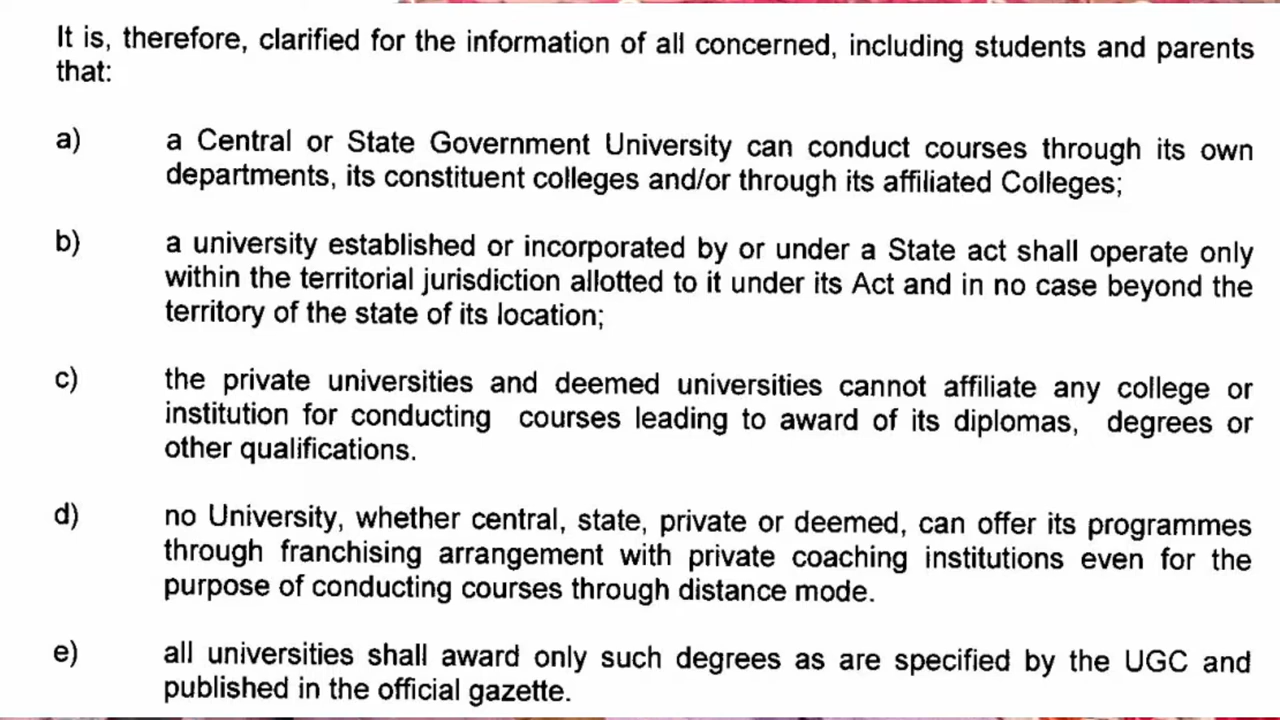 It is, therefore, clarified for the information of all concerned, including students and parents
that:
a) a Central or State Government University can conduct courses through its own
departments, its constituent colleges and/or through its affiliated Colleges;
b) a university established or incorporated by or under a State act shall operate only
within the territorial jurisdiction allotted to it under its Act and in no case beyond the
territory of the state of its location;
c) the private universities and deemed universities cannot affiliate any college or
institution for conducting courses leading to award of its diplomas, degrees or
other qualifications.
d) no University, whether central, state, private or deemed, can offer its programmes
through franchising arrangement with private coaching institutions even for the
purpose of conducting courses through distance mode.
e) all universities shall award only such degrees as are specified by the UGC and
published in the official gazette.